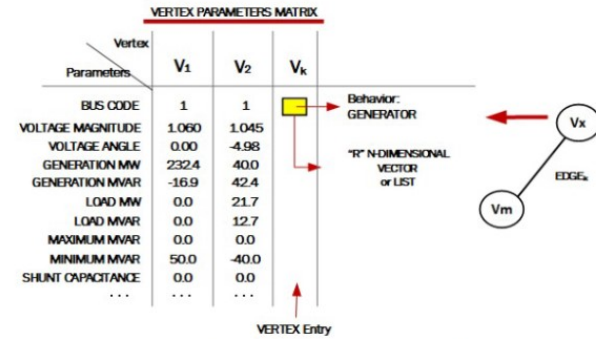 VERTEX PARAMETERS MATRIX
Vertex
Parameters
V1 V2 Vk
BUS CODE 1 1
VOLTAGE MAGNITUDE 1.060 1.045
VOLTAGE ANGLE 0.00 -4.98
GENERATION MW 232.4 40.0
GENERATION MVAR -16.9 42.4
LOAD MW 0.0 21.7
LOAD MVAR 0.0 12.7
MAXIMUM MVAR 0.0 0.0
MINIMUM MVAR 50.0 -40.0
SHUNT CAPACITANCE 0.0 0.0
. . . . . . . . .
Behavior:
GENERATOR
"R" N-DIMENSIONAL
VECTOR
or LIST
VERTEX Entry
Vx
EDGEk
Vm